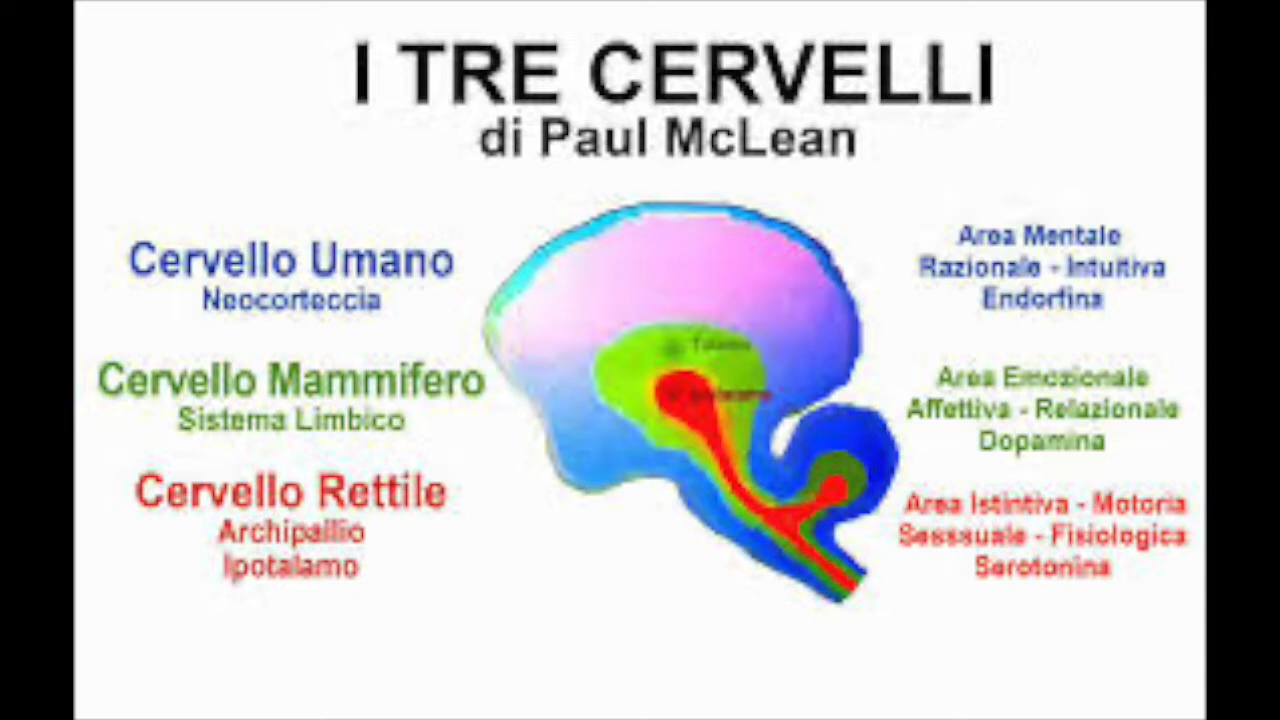 I TRE CERVELLI
di Paul McLean
Cervello Umano
Neocorteccia
Area Mentale
Razionale - Intuitiva
Endorfina
Cervello Mammifero
Sistema Limbico
Area Emozionale
Affettiva - Relazionale
Dopamina
Cervello Rettile
Archipallio
Ipotalamo
Area Istintiva - Motoria
Sesssuale - Fisiologica
Serotonina